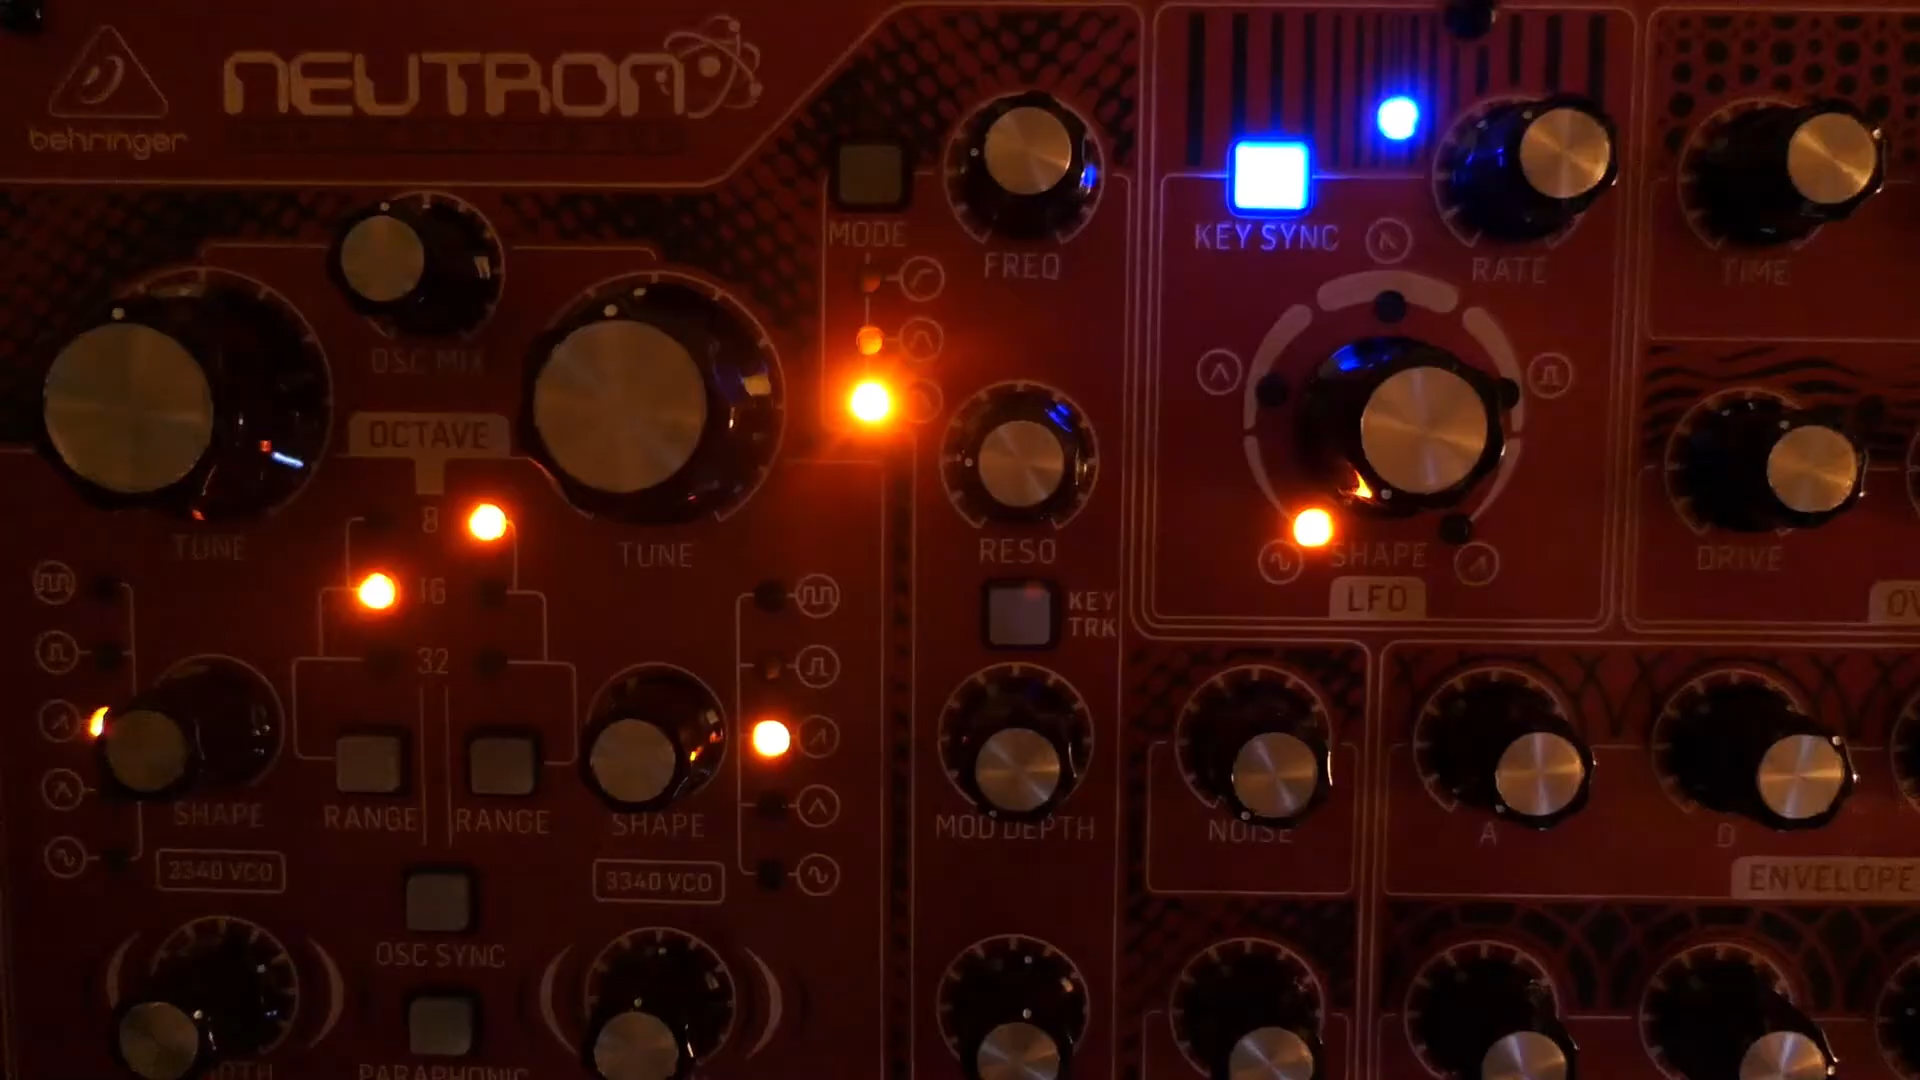 behringer
NEUTRON
MODE
FREQ
KEY SYNC
RATE
TIME
OSC MIX
OCTAVE
TUNE
8
TUNE
RESO
SHAPE
DRIVE
16
KEY
TRK
LFO
32
SHAPE
RANGE
RANGE
SHAPE
MOD DEPTH
NOISE
A
D
3340 VCO
3340 VCO
ENVELOPE
OSC SYNC
PARAPHONIC